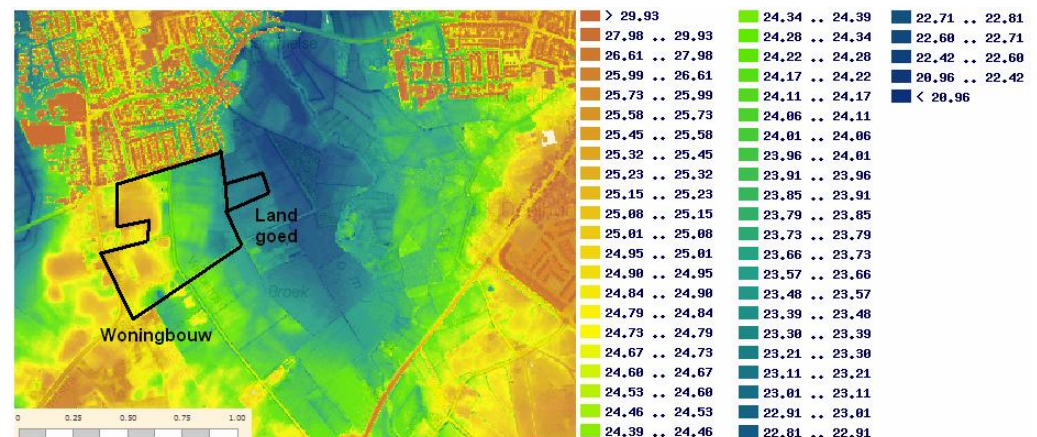 Broek
Land
goed
Woningbouw
0 0.25 0.50 0.75 1.00
> 29.93
27.98 .. 29.93
26.61 .. 27.98
25.99 .. 26.61
25.73 .. 25.99
25.58 .. 25.73
25.45 .. 25.58
25.32 .. 25.45
25.23 .. 25.32
25.15 .. 25.23
25.08 .. 25.15
25.01 .. 25.08
24.95 .. 25.01
24.90 .. 24.95
24.84 .. 24.90
24.79 .. 24.84
24.73 .. 24.79
24.67 .. 24.73
24.60 .. 24.67
24.53 .. 24.60
24.46 .. 24.53
24.39 .. 24.46
24.34 .. 24.39
24.28 .. 24.34
24.22 .. 24.28
24.17 .. 24.22
24.11 .. 24.17
24.06 .. 24.11
24.01 .. 24.06
23.96 .. 24.01
23.91 .. 23.96
23.85 .. 23.91
23.79 .. 23.85
23.73 .. 23.79
23.66 .. 23.73
23.57 .. 23.66
23.48 .. 23.57
23.39 .. 23.48
23.30 .. 23.39
23.21 .. 23.30
23.11 .. 23.21
23.01 .. 23.11
22.91 .. 23.01
22.81 .. 22.91
22.71 .. 22.81
22.60 .. 22.71
22.42 .. 22.60
20.96 .. 22.42
< 20.96